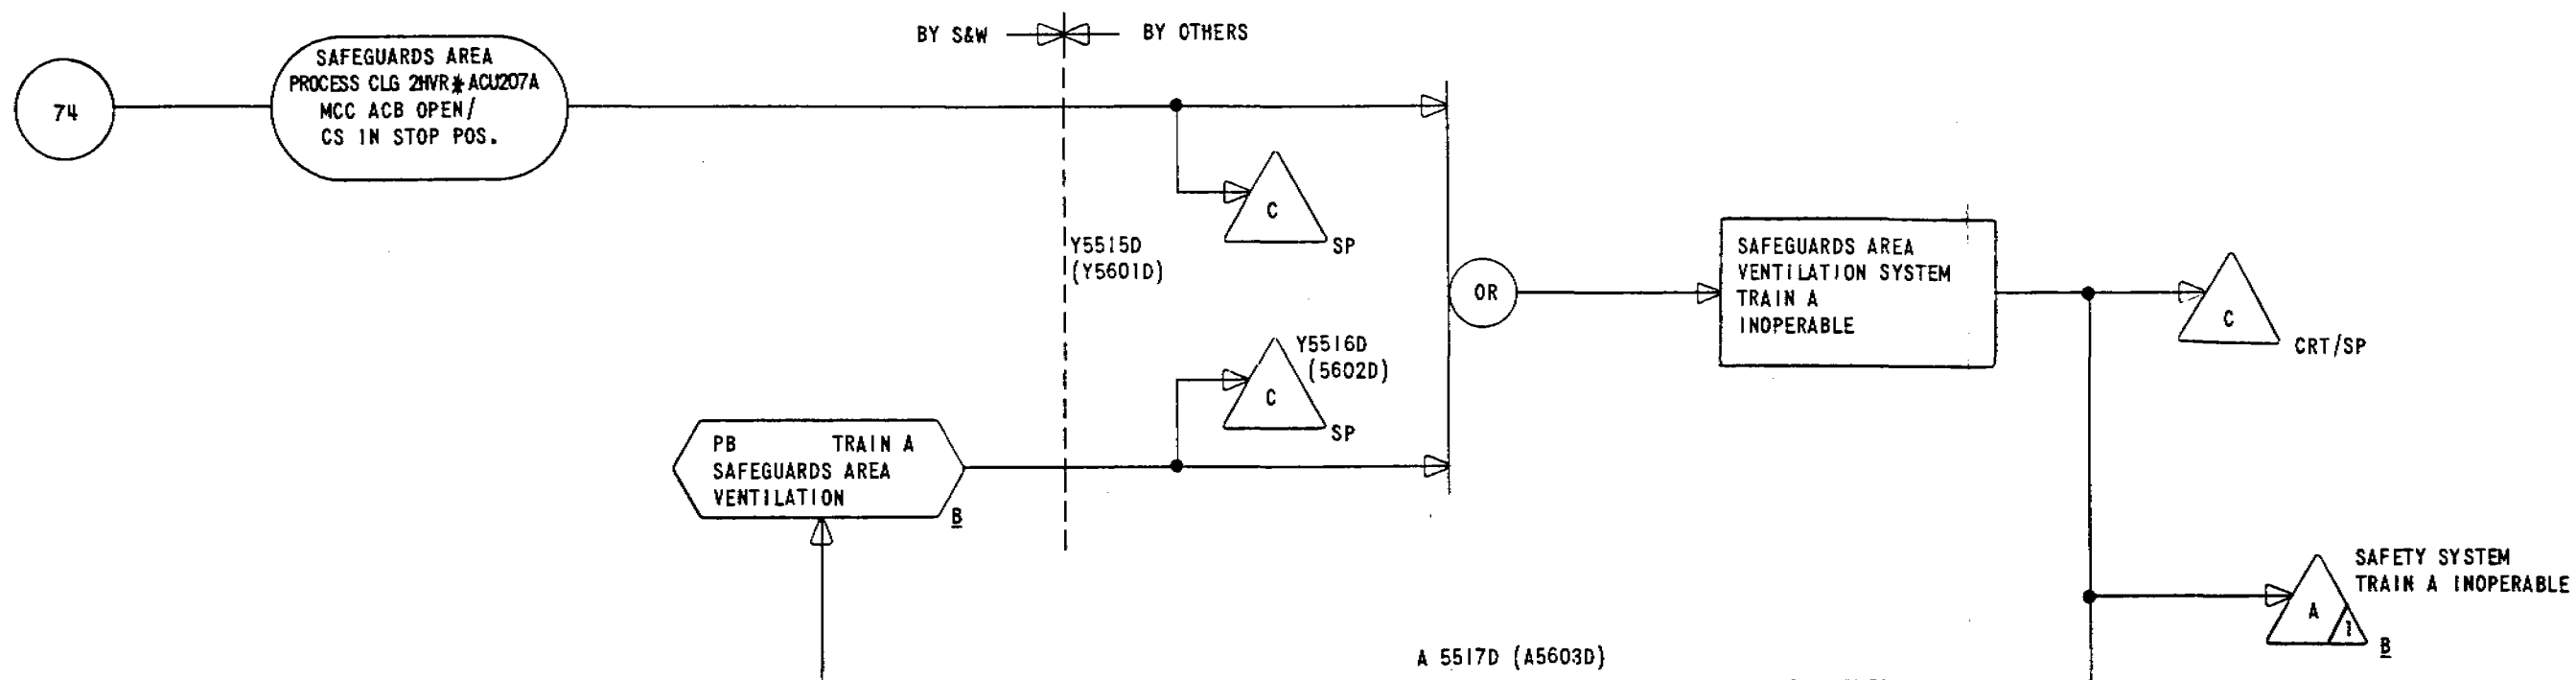 BY S&W
BY OTHERS
74
SAFEGUARDS AREA
PROCESS CLG 2HVR*ACU207A
MCC ACB OPEN/
CS IN STOP POS.
C
SP
Y5515D
(Y5601D)
OR
SAFEGUARDS AREA
VENTILATION SYSTEM
TRAIN A
INOPERABLE
C
CRT/SP
Y5516D
(5602D)
C
SP
PB TRAIN A
SAFEGUARDS AREA
VENTILATION
B
SAFETY SYSTEM
TRAIN A INOPERABLE
A
1
B
A 5517D (A5603D)